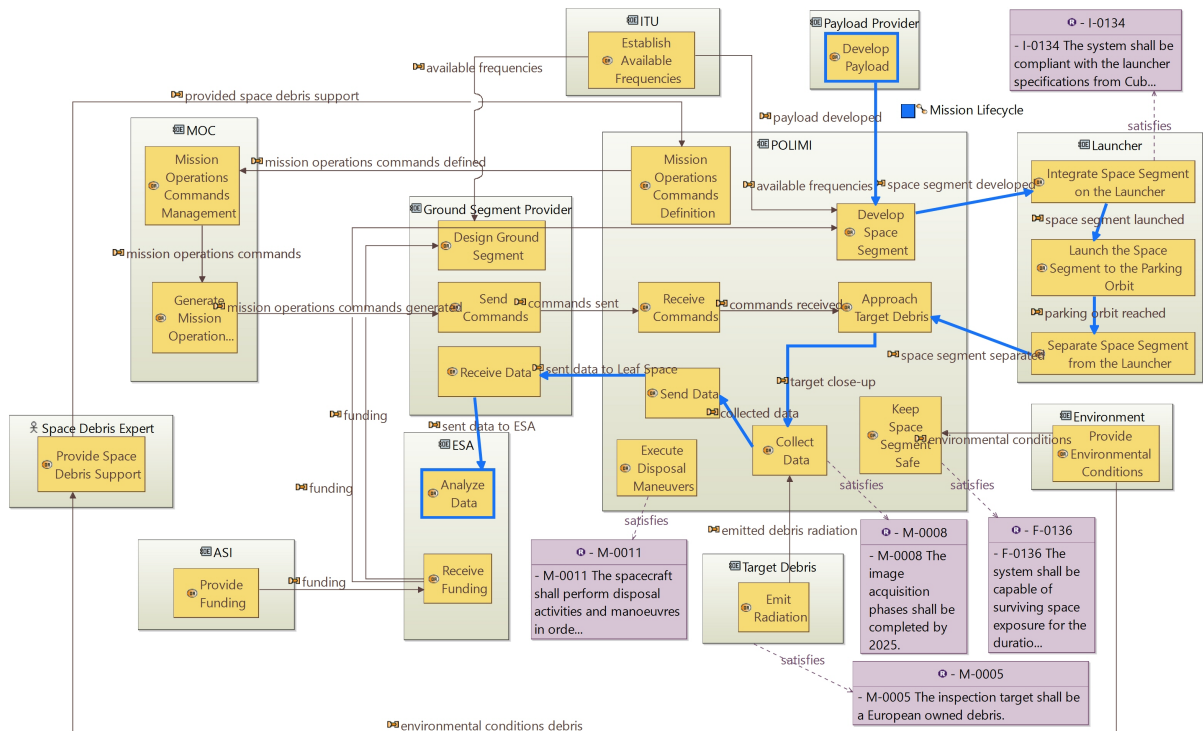 ITU
Establish
Available
Frequencies
Payload Provider
Develop
Payload
- I-0134
- I-0134 The system shall be
compliant with the launcher
specifications from Cub...
available frequencies
provided space debris support
payload developed
Mission Lifecycle
satisfies
MOC
Mission
Operations
Commands
Management
mission operations commands defined
mission operations commands
Generate
Mission
Operation...
mission operations commands generated
POLIMI
Mission
Operations
Commands
Definition
available frequencies
space segment developed
Develop
Space
Segment
Launcher
Integrate Space Segment
on the Launcher
space segment launched
Launch the Space
Segment to the Parking
Orbit
parking orbit reached
Separate Space Segment
from the Launcher
space segment separated
Ground Segment Provider
Design Ground
Segment
Send
Commands
commands sent
Receive
Commands
commands received
Approach
Target Debris
Receive Data
sent data to Leaf Space
Send Data
target close-up
collected data
Collect
Data
Keep
Space
Segment
Safe
environmental conditions
Environment
Provide
Environmental
Conditions
Execute
Disposal
Maneuvers
funding
sent data to ESA
Space Debris Expert
Provide Space
Debris Support
ESA
Analyze
Data
Receive
Funding
funding
ASI
Provide
Funding
funding
satisfies
satisfies
satisfies
emitted debris radiation
- M-0011
- M-0011 The spacecraft
shall perform disposal
activities and manoeuvres
in orde...
Target Debris
Emit
Radiation
- M-0008
- M-0008 The
image
acquisition
phases shall be
completed by
2025.
- F-0136
- F-0136 The
system shall be
capable of
surviving space
exposure for the
duratio...
satisfies
- M-0005
- M-0005 The inspection target shall be
a European owned debris.
environmental conditions debris